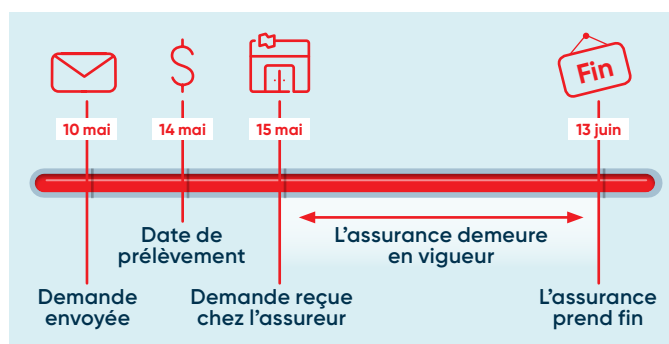 Fin
10 mai
14 mai
15 mai
13 juin
Date de
prélèvement
L'assurance demeure
en vigueur
Demande
envoyée
Demande reçue
chez l'assureur
L'assurance
prend fin